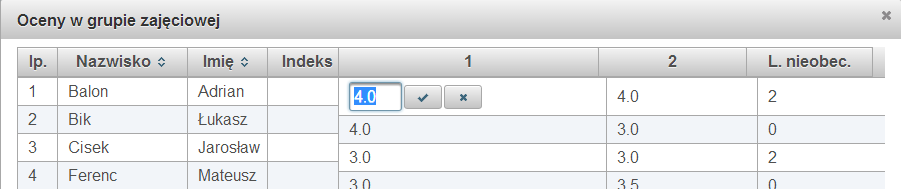 Oceny w grupie zajęciowej
lp. Nazwisko Imię Indeks 1 2 L. nieobec.
1 Balon Adrian 4.0 4.0 2
2 Bik Łukasz 4.0 3.0 0
3 Cisek Jarosław 3.0 3.0 2
4 Ferenc Mateusz 3.0 3.5 0